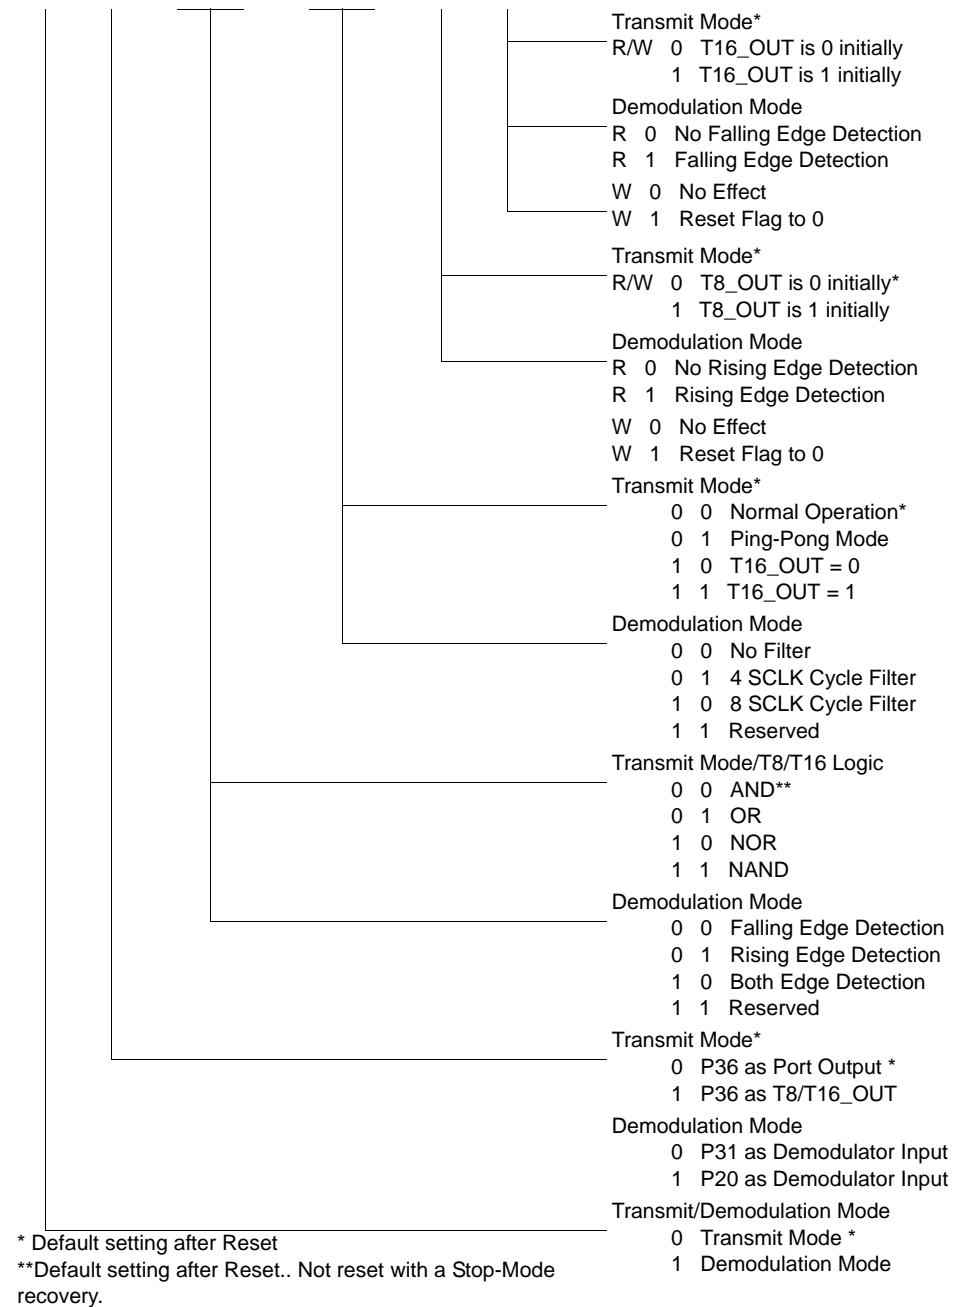 Transmit Mode*
R/W 0 T16_OUT is 0 initially
1 T16_OUT is 1 initially
Demodulation Mode
R 0 No Falling Edge Detection
R 1 Falling Edge Detection
W 0 No Effect
W 1 Reset Flag to 0
Transmit Mode*
R/W 0 T8_OUT is 0 initially*
1 T8_OUT is 1 initially
Demodulation Mode
R 0 No Rising Edge Detection
R 1 Rising Edge Detection
W 0 No Effect
W 1 Reset Flag to 0
Transmit Mode*
0 0 Normal Operation*
0 1 Ping-Pong Mode
1 0 T16_OUT = 0
1 1 T16_OUT = 1
Demodulation Mode
0 0 No Filter
0 1 4 SCLK Cycle Filter
1 0 8 SCLK Cycle Filter
1 1 Reserved
Transmit Mode/T8/T16 Logic
0 0 AND**
0 1 OR
1 0 NOR
1 1 NAND
Demodulation Mode
0 0 Falling Edge Detection
0 1 Rising Edge Detection
1 0 Both Edge Detection
1 1 Reserved
Transmit Mode*
0 P36 as Port Output *
1 P36 as T8/T16_OUT
Demodulation Mode
0 P31 as Demodulator Input
1 P20 as Demodulator Input
Transmit/Demodulation Mode
0 Transmit Mode *
1 Demodulation Mode
* Default setting after Reset
**Default setting after Reset.. Not reset with a Stop-Mode
recovery.